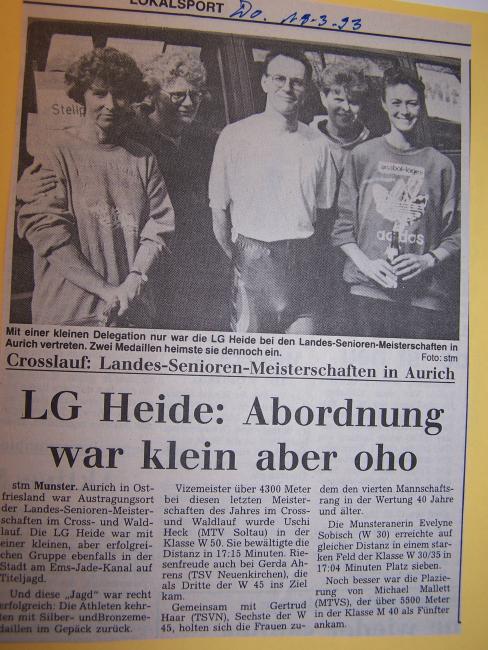 LOKALSPORT Do. 19-3-93
Stellp
Mit
anabol-loges
adidas
Mit einer kleinen Delegation nur war die LG Heide bei den Landes-Senioren-Meisterschaften in
Aurich vertreten. Zwei Medaillen heimste sie dennoch ein.
Foto: stm
Crosslauf: Landes-Senioren-Meisterschaften in Aurich
LG Heide: Abordnung
war klein aber oho
stm Munster. Aurich in Ost-
friesland war Austragungsort
der Landes-Senioren-Meister-
schaften im Cross- und Wald-
lauf. Die LG Heide war mit
einer kleinen, aber erfolgrei-
chen Gruppe ebenfalls in der
Stadt am Ems-Jade-Kanal auf
Titeljagd.
Und diese „Jagd“ war recht
erfolgreich: Die Athleten kehr-
ten mit Silber- undBronzeme-
daillen im Gepäck zurück.
Vizemeister über 4300 Meter
bei diesen letzten Meister-
schaften des Jahres im Cross-
und Waldlauf wurde Uschi
Heck (MTV Soltau) in der
Klasse W 50. Sie bewältigte die
Distanz in 17:15 Minuten. Rie-
senfreude auch bei Gerda Ah-
rens (TSV Neuenkirchen), die
als Dritte der W 45 ins Ziel
kam.
Gemeinsam mit Gertrud
Haar (TSVN), Sechste der W
45, holten sich die Frauen zu-
dem den vierten Mannschafts-
rang in der Wertung 40 Jahre
und älter.
Die Munsteranerin Evelyne
Sobisch (W 30) erreichte auf
gleicher Distanz in einem star-
ken Feld der Klasse W 30/35 in
17:04 Minuten Platz sieben.
Noch besser war die Plazie-
rung von Michael Mallett
(MTVS), der über 5500 Meter
in der Klasse M 40 als Fünfter
ankam.